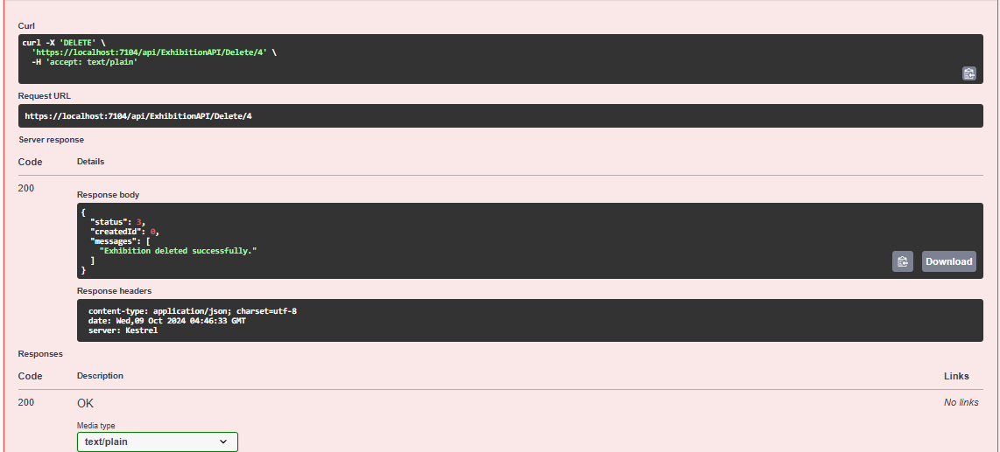 Curl
curl -X 'DELETE' \
'https://localhost:7104/api/ExhibitionAPI/Delete/4' \
-H 'accept: text/plain'
Request URL
https://localhost:7104/api/ExhibitionAPI/Delete/4
Server response
Code Details
200
Response body
{
"status": 3,
"createdId": 0,
"messages": [
"Exhibition deleted successfully."
]
}
Download
Response headers
content-type: application/json; charset=utf-8
date: Wed,09 Oct 2024 04:46:33 GMT
server: Kestrel
Responses
Code Description Links
200 OK No links
Media type
text/plain